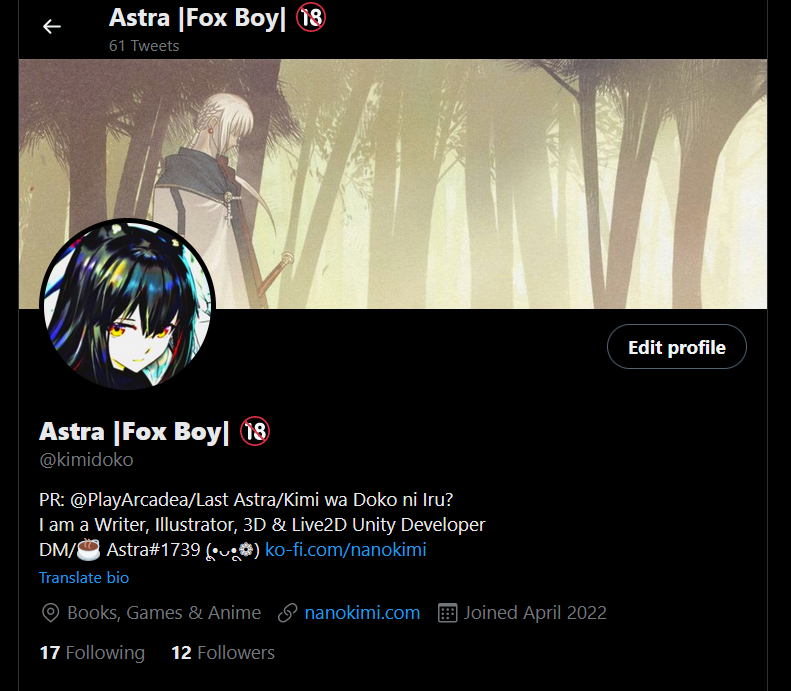 Astra |Fox Boy| 🔞
61 Tweets
Edit profile
Astra |Fox Boy| 🔞
@kimidoko
PR: @PlayArcadea/Last Astra/Kimi wa Doko ni Iru?
I am a Writer, Illustrator, 3D & Live2D Unity Developer
DM/☕ Astra#1739 (̨̡•ᴗ•̨̡❁) ko-fi.com/nanokimi
Translate bio
Books, Games & Anime nanokimi.com Joined April 2022
17 Following 12 Followers